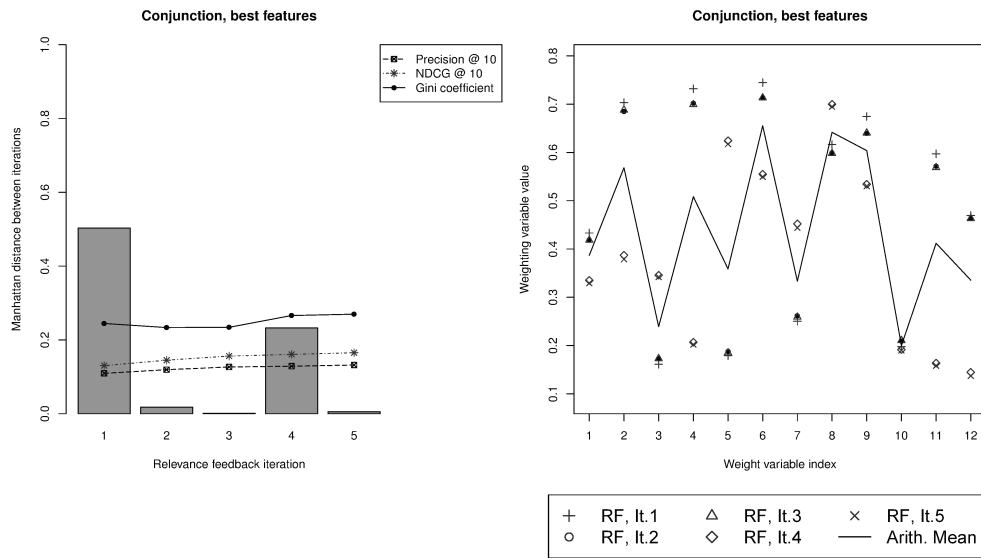 Conjunction, best features
Manhattan distance between iterations
1.0
0.8
0.6
0.4
0.2
0.0
Precision @ 10
NDCG @ 10
Gini coefficient
1 2 3 4 5
Relevance feedback iteration
Conjunction, best features
Weighting variable value
0.8
0.7
0.6
0.5
0.4
0.3
0.2
0.1
1 2 3 4 5 6 7 8 9 10 11 12
Weight variable index
RF, It.1 RF, It.3 RF, It.5
RF, It.2 RF, It.4 Arith. Mean